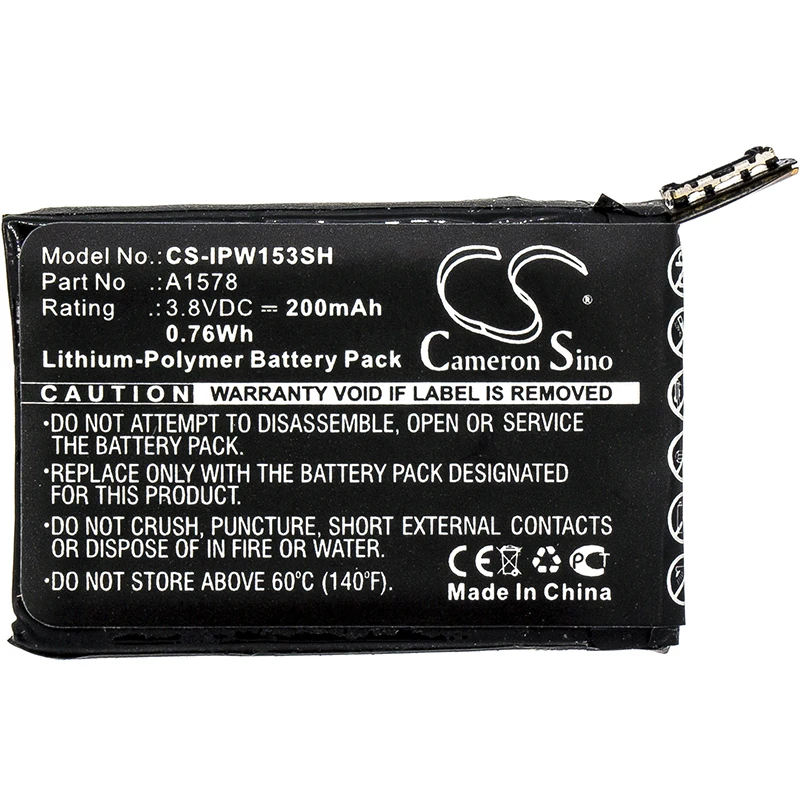 Model No.: CS-IPW153SH
Part No .: A1578
Rating .: 3.8VDC ⎓ 200mAh
0.76Wh
Lithium-Polymer Battery Pack
CS®
Cameron Sino
CAUTION WARRANTY VOID IF LABEL IS REMOVED
•DO NOT ATTEMPT TO DISASSEMBLE, OPEN OR SERVICE
THE BATTERY PACK.
•REPLACE ONLY WITH THE BATTERY PACK DESIGNATED
FOR THIS PRODUCT.
•DO NOT CRUSH, PUNCTURE, SHORT EXTERNAL CONTACTS
OR DISPOSE OF IN FIRE OR WATER.
•DO NOT STORE ABOVE 60°C (140°F).
CE PCT
Made In China